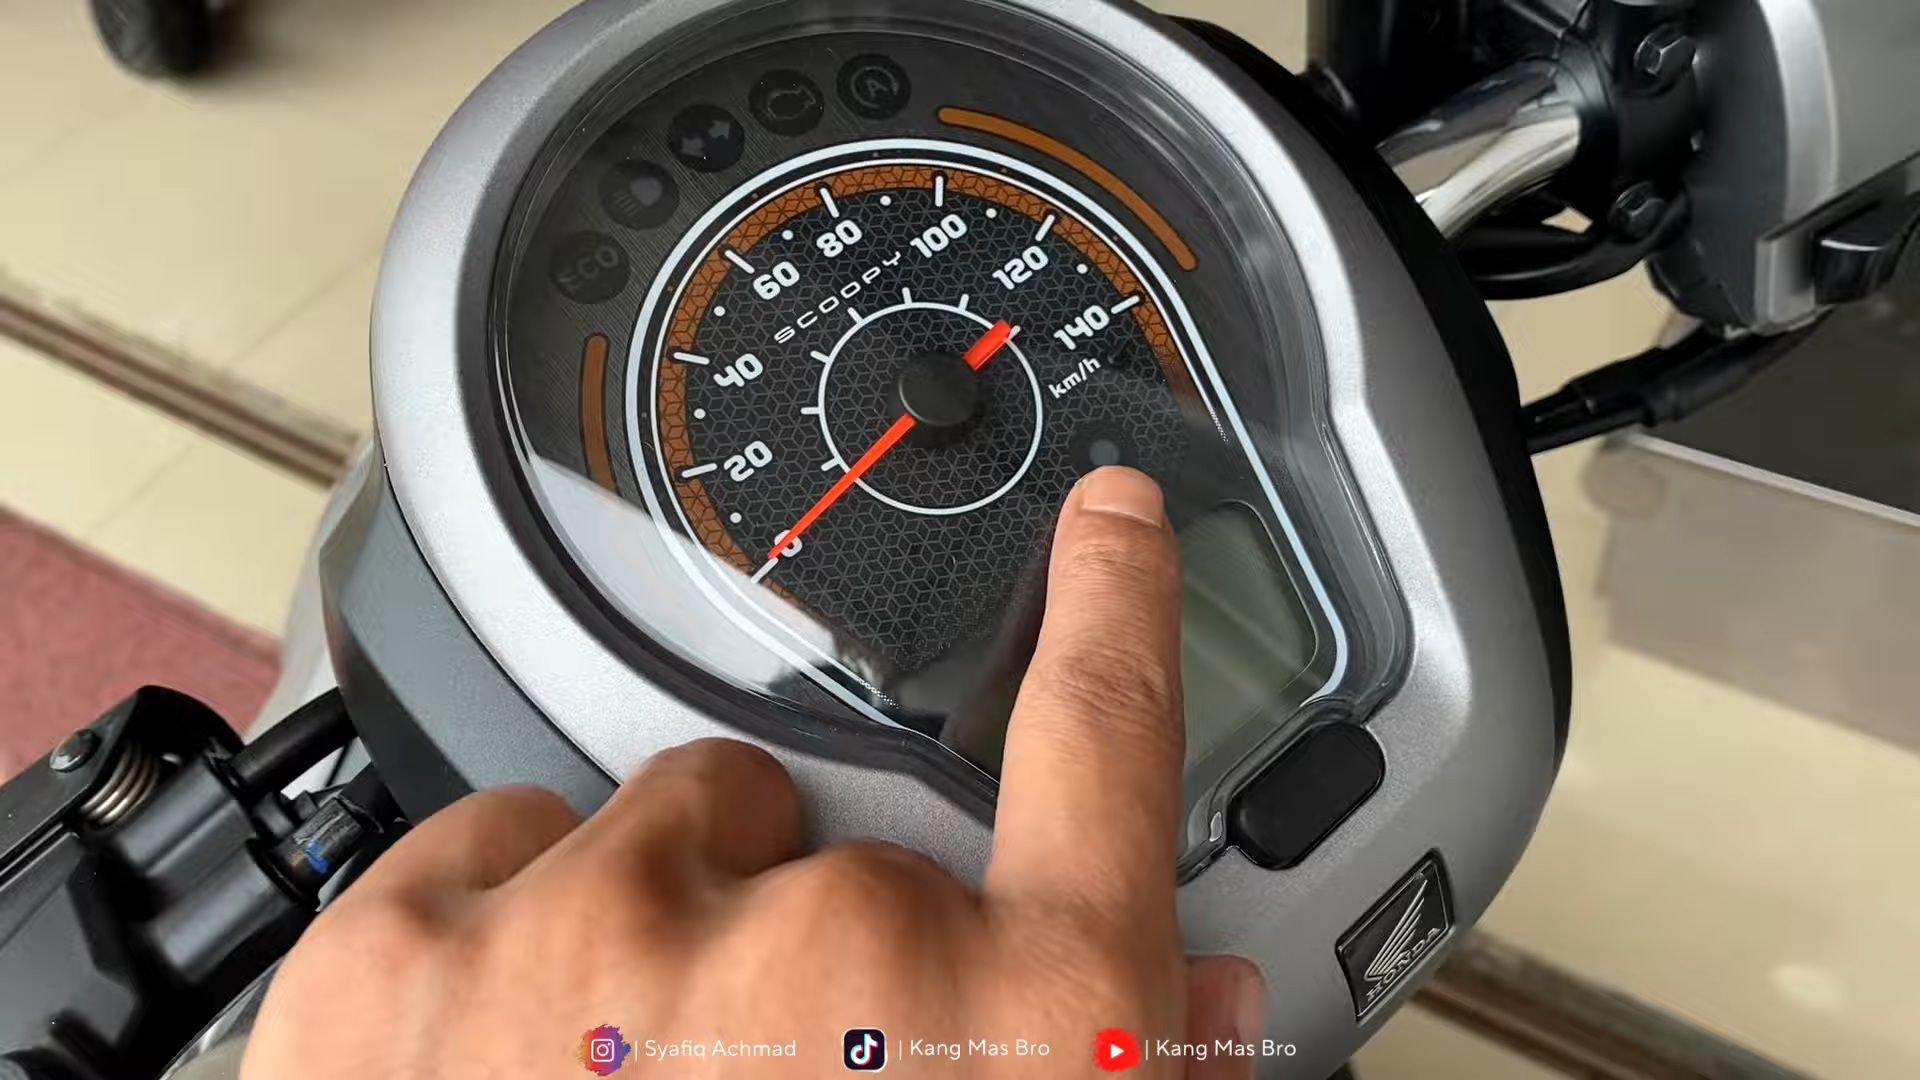 ECO
A
0
20
40
60
80
100
120
140
km/h
SCOOPY
HONDA
| Syafiq Achmad
| Kang Mas Bro
| Kang Mas Bro